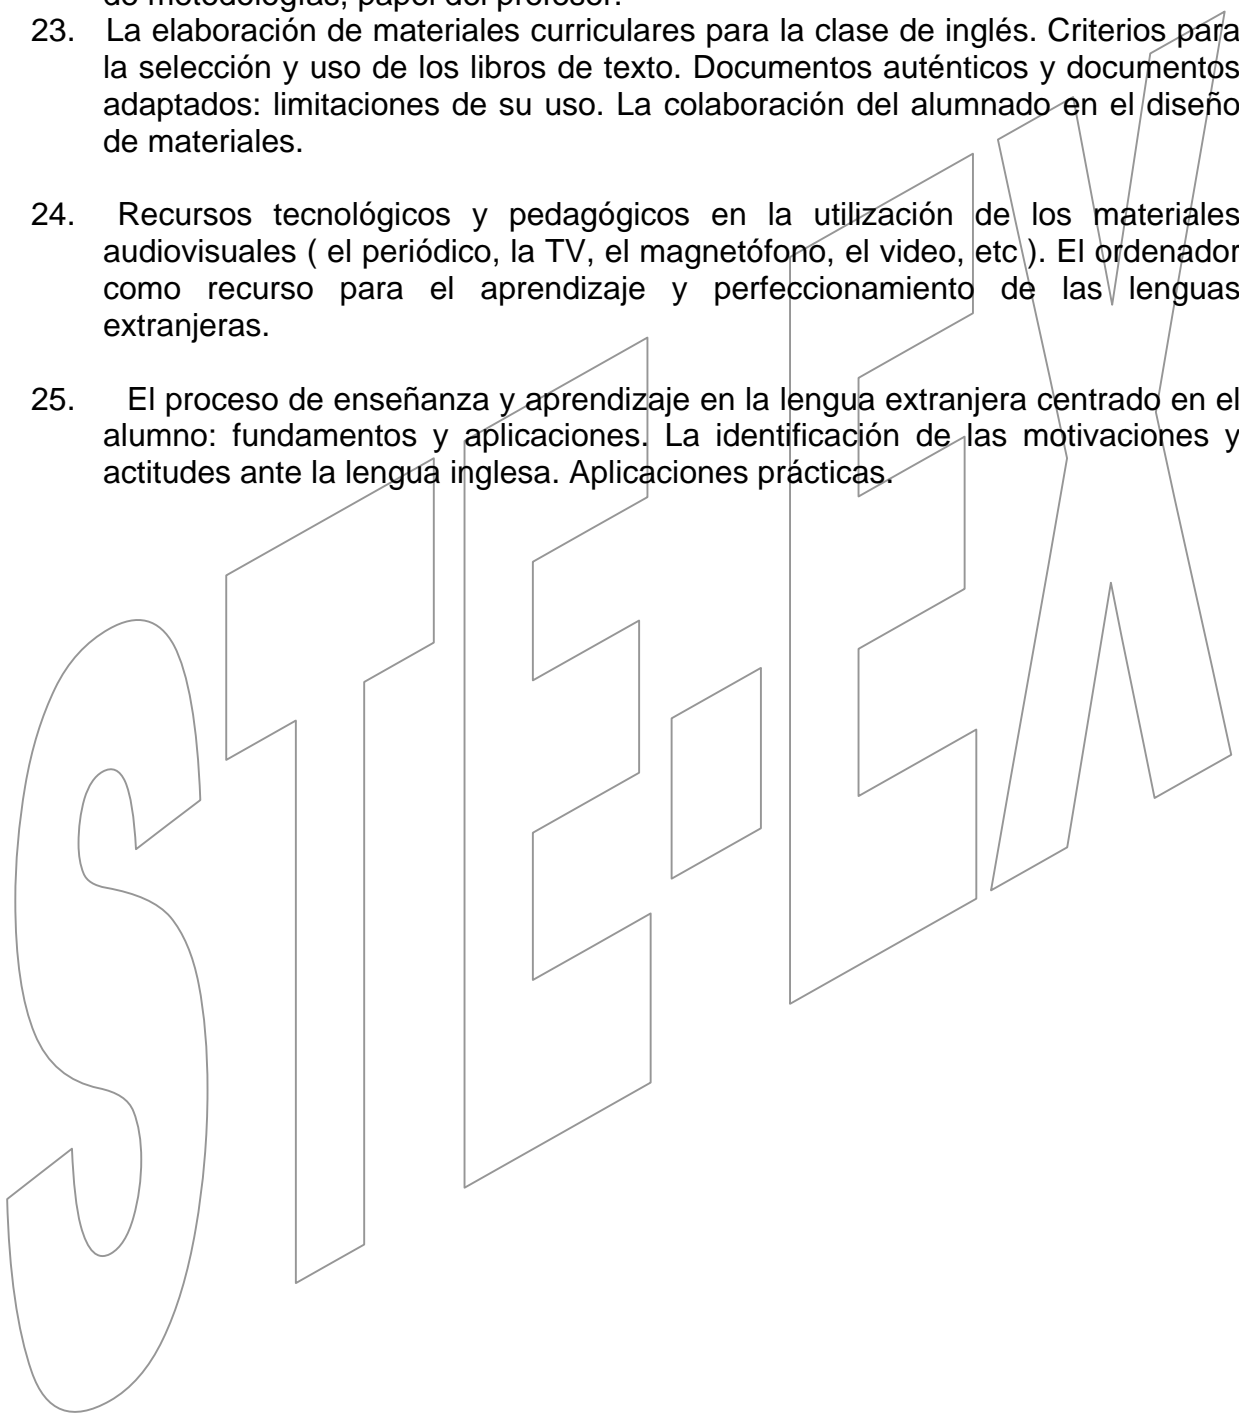 de metodologías, papel del profesor.
23. La elaboración de materiales curriculares para la clase de inglés. Criterios para
la selección y uso de los libros de texto. Documentos auténticos y documentos
adaptados: limitaciones de su uso. La colaboración del alumnado en el diseño
de materiales.
24. Recursos tecnológicos y pedagógicos en la utilización de los materiales
audiovisuales ( el periódico, la TV, el magnetófono, el video, etc ). El ordenador
como recurso para el aprendizaje y perfeccionamiento de las lenguas
extranjeras.
25. El proceso de enseñanza y aprendizaje en la lengua extranjera centrado en el
alumno: fundamentos y aplicaciones. La identificación de las motivaciones y
actitudes ante la lengua inglesa. Aplicaciones prácticas.
STE-EX